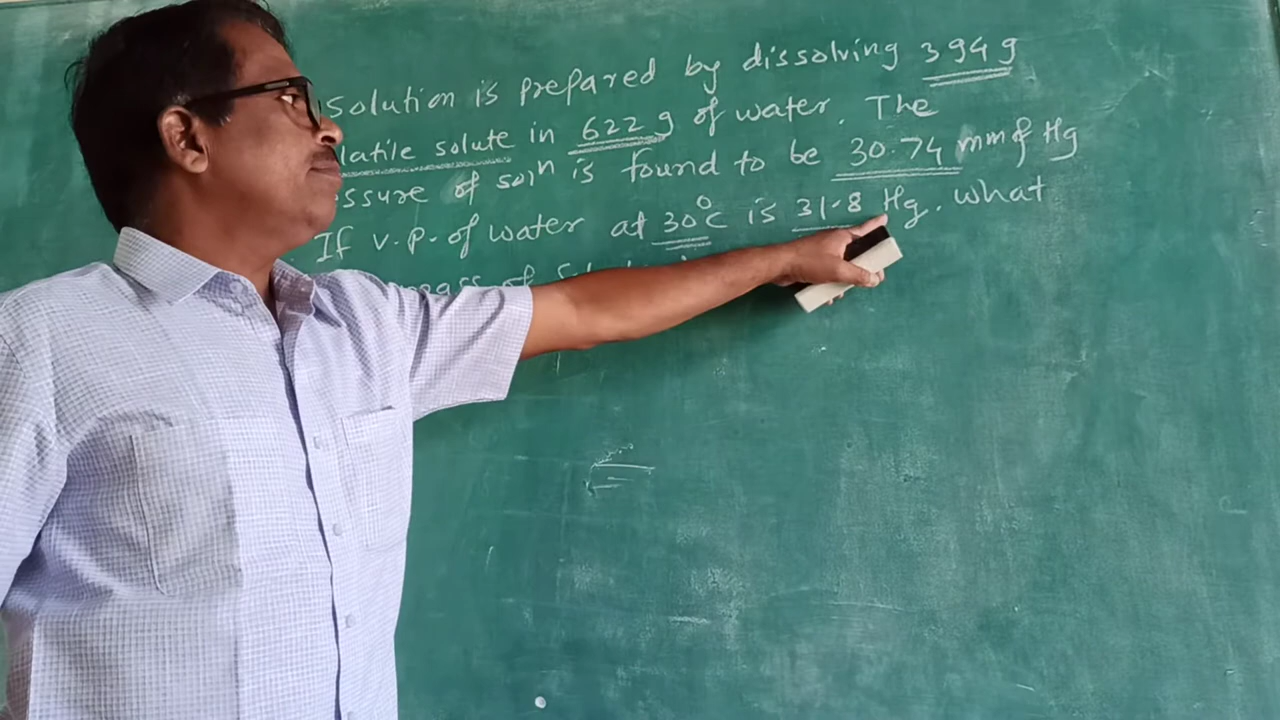 solution is prepared by dissolving 394 g
latile solute in 622 g of water. The
ssure of solⁿ is found to be 30.74 mm of Hg
If v.p. of water at 30°c is 31.8 Hg. what
mass of